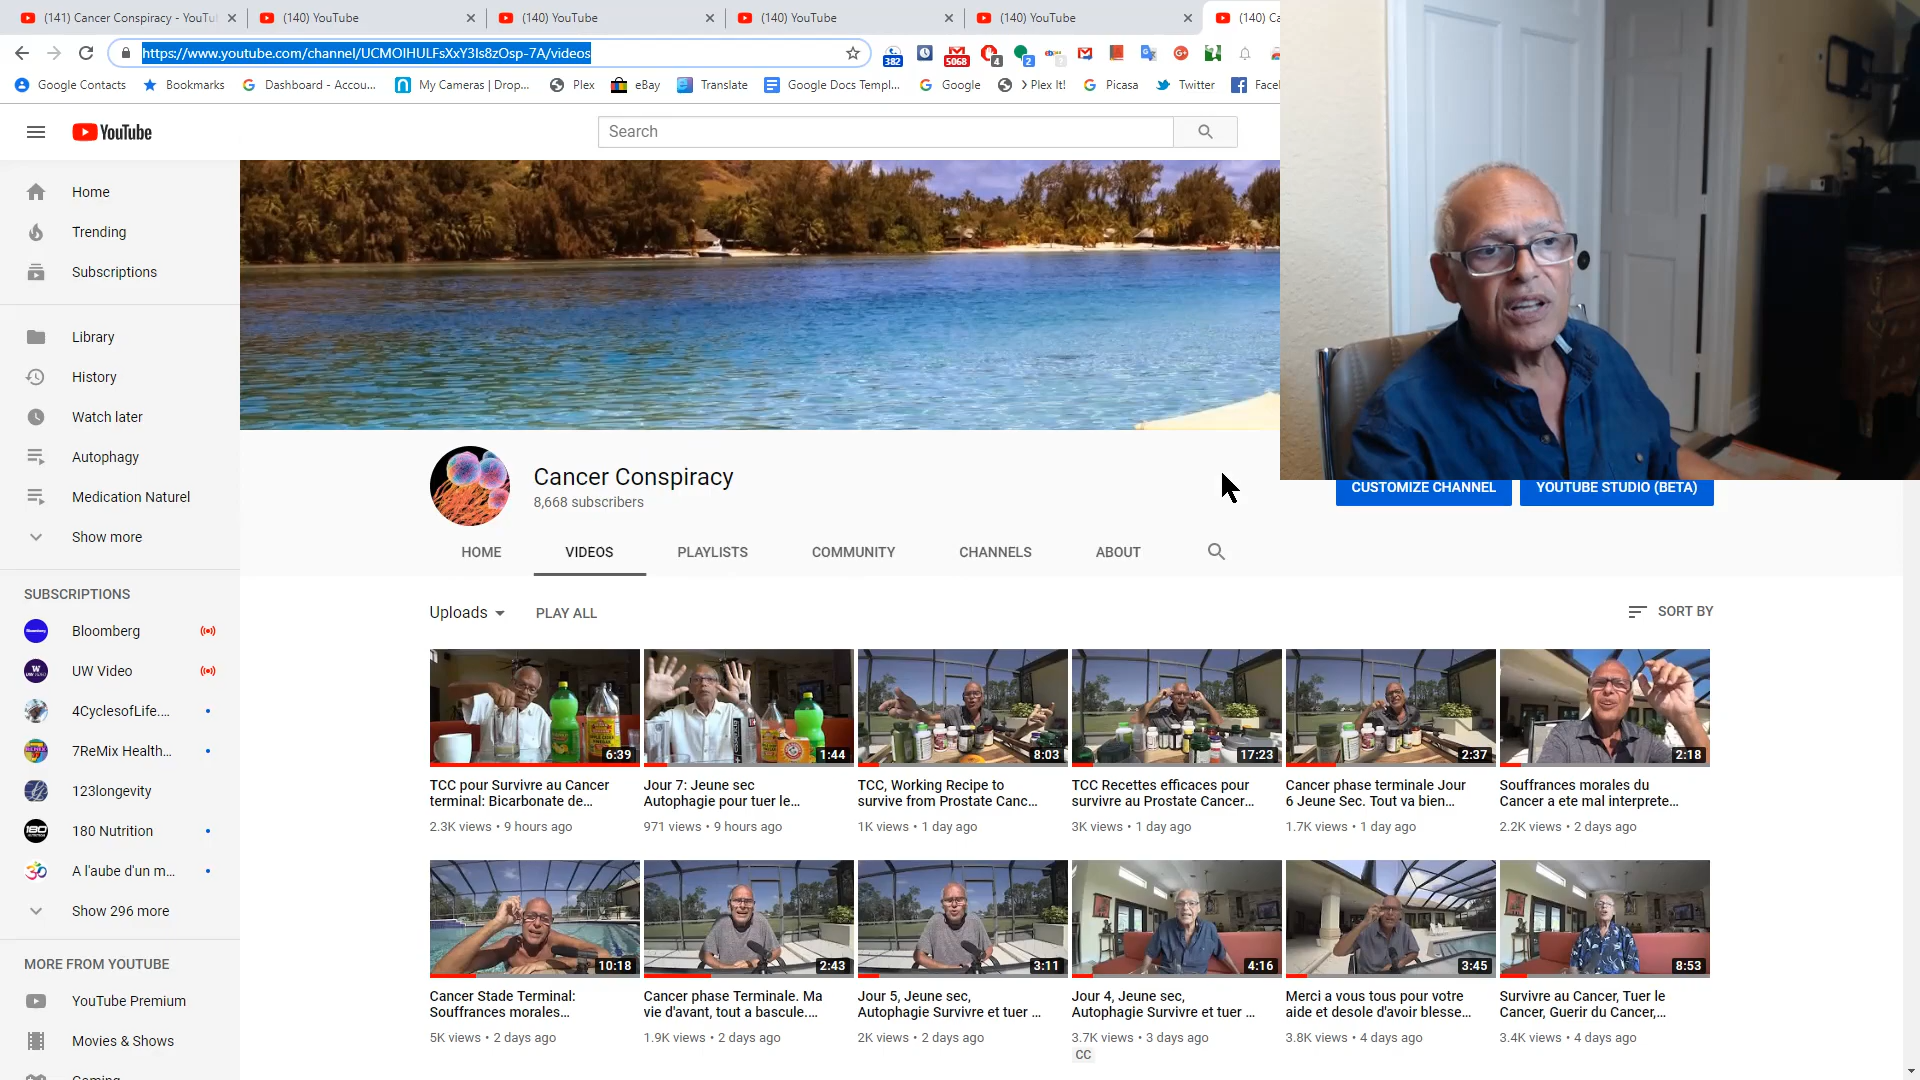 (141) Cancer Conspiracy - YouTu
(140) YouTube
(140) YouTube
(140) YouTube
(140) YouTube
(140) Ca
https://www.youtube.com/channel/UCMOIHULFsXxY3Is8zOsp-7A/videos
382
5068
4
2
Google Contacts
Bookmarks
Dashboard - Accou...
My Cameras | Drop...
Plex
eBay
Translate
Google Docs Templ...
Google
> Plex It!
Picasa
Twitter
Facel
YouTube
Search
Home
Trending
Subscriptions
Library
History
Watch later
Autophagy
Medication Naturel
Show more
SUBSCRIPTIONS
Bloomberg
UW Video
4CyclesofLife....
7ReMix Health...
123longevity
180 Nutrition
A l'aube d'un m...
Show 296 more
MORE FROM YOUTUBE
YouTube Premium
Movies & Shows
Gaming
Cancer Conspiracy
8,668 subscribers
CUSTOMIZE CHANNEL
YOUTUBE STUDIO (BETA)
HOME
VIDEOS
PLAYLISTS
COMMUNITY
CHANNELS
ABOUT
Uploads
PLAY ALL
SORT BY
6:39
TCC pour Survivre au Cancer
terminal: Bicarbonate de...
2.3K views • 9 hours ago
1:44
Jour 7: Jeune sec
Autophagie pour tuer le...
971 views • 9 hours ago
8:03
TCC, Working Recipe to
survive from Prostate Canc...
1K views • 1 day ago
17:23
TCC Recettes efficaces pour
survivre au Prostate Cancer...
3K views • 1 day ago
2:37
Cancer phase terminale Jour
6 Jeune Sec. Tout va bien...
1.7K views • 1 day ago
2:18
Souffrances morales du
Cancer a ete mal interprete...
2.2K views • 2 days ago
10:18
Cancer Stade Terminal:
Souffrances morales...
5K views • 2 days ago
2:43
Cancer phase Terminale. Ma
vie d'avant, tout a bascule....
1.9K views • 2 days ago
3:11
Jour 5, Jeune sec,
Autophagie Survivre et tuer ...
2K views • 2 days ago
4:16
Jour 4, Jeune sec,
Autophagie Survivre et tuer ...
3.7K views • 3 days ago
CC
3:45
Merci a vous tous pour votre
aide et desole d'avoir blesse...
3.8K views • 4 days ago
8:53
Survivre au Cancer, Tuer le
Cancer, Guerir du Cancer,...
3.4K views • 4 days ago